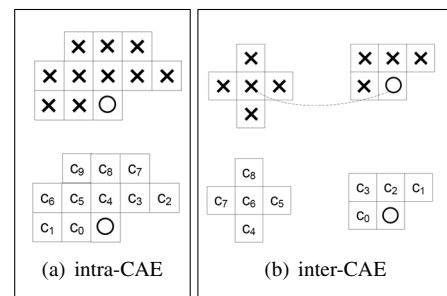 c9 c8 c7
c6 c5 c4 c3 c2
c1 c0
(a) intra-CAE
c8
c7 c6 c5
c4
c3 c2 c1
c0
(b) inter-CAE